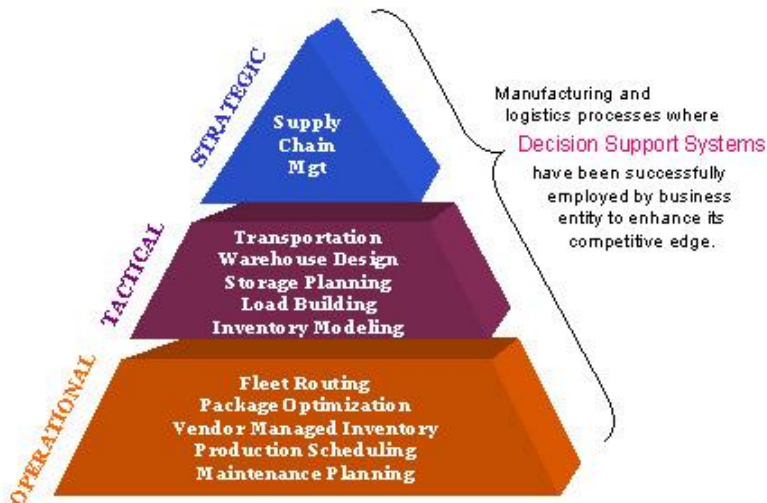 STRATEGIC
Supply
Chain
Mgt
Manufacturing and
logistics processes where
Decision Support Systems
have been successfully
employed by business
entity to enhance its
competitive edge.
TACTICAL
Transportation
Warehouse Design
Storage Planning
Load Building
Inventory Modeling
OPERATIONAL
Fleet Routing
Package Optimization
Vendor Managed Inventory
Production Scheduling
Maintenance Planning